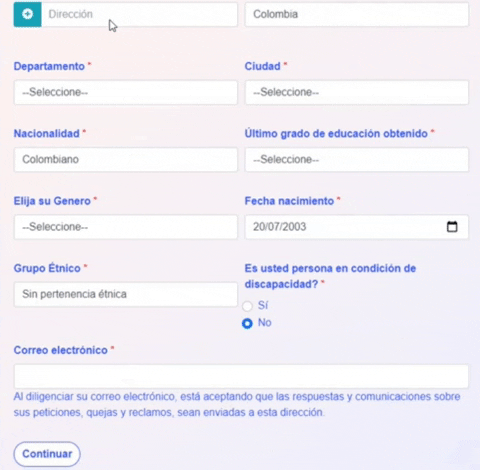 Dirección Colombia
Departamento * Ciudad *
--Seleccione-- --Seleccione--
Nacionalidad * Último grado de educación obtenido *
Colombiano --Seleccione--
Elija su Genero * Fecha nacimiento *
--Seleccione-- 20/07/2003
Grupo Étnico * Es usted persona en condición de
discapacidad? *
Sin pertenencia étnica Sí
No
Correo electrónico *
Al diligenciar su correo electrónico, está aceptando que las respuestas y comunicaciones sobre
sus peticiones, quejas y reclamos, sean enviadas a esta dirección.
Continuar